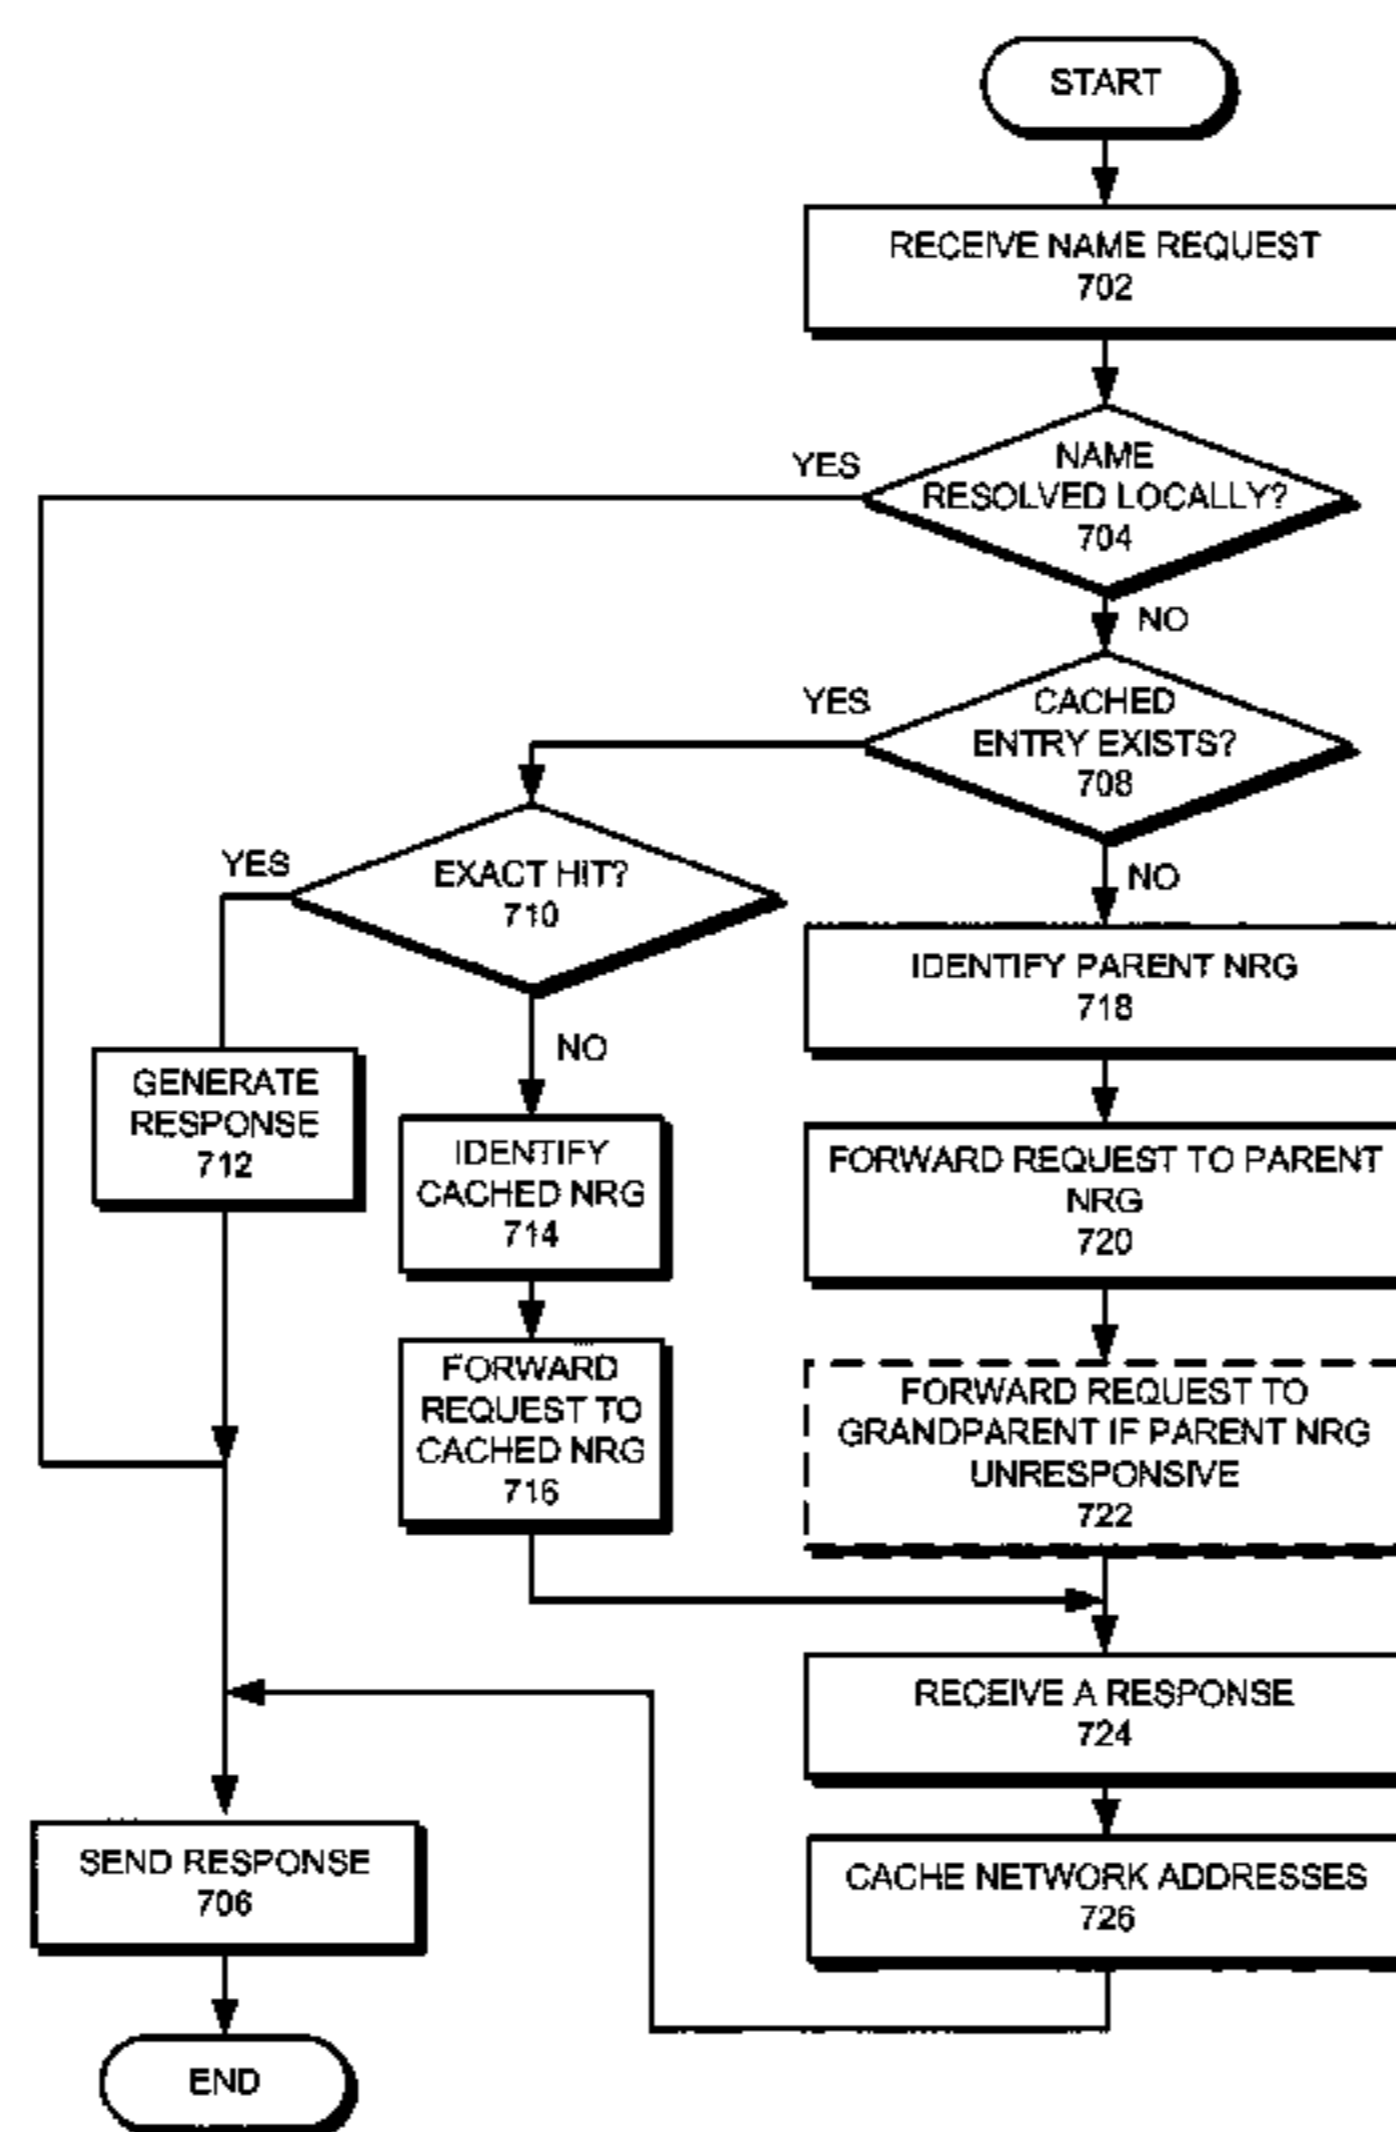 START
RECEIVE NAME REQUEST
702
YES
NAME
RESOLVED LOCALLY?
704
NO
YES
CACHED
ENTRY EXISTS?
708
YES
EXACT HIT?
710
NO
NO
IDENTIFY PARENT NRG
718
GENERATE
RESPONSE
712
IDENTIFY
CACHED NRG
714
FORWARD REQUEST TO PARENT
NRG
720
FORWARD
REQUEST TO
CACHED NRG
716
FORWARD REQUEST TO
GRANDPARENT IF PARENT NRG
UNRESPONSIVE
722
RECEIVE A RESPONSE
724
SEND RESPONSE
706
CACHE NETWORK ADDRESSES
726
END